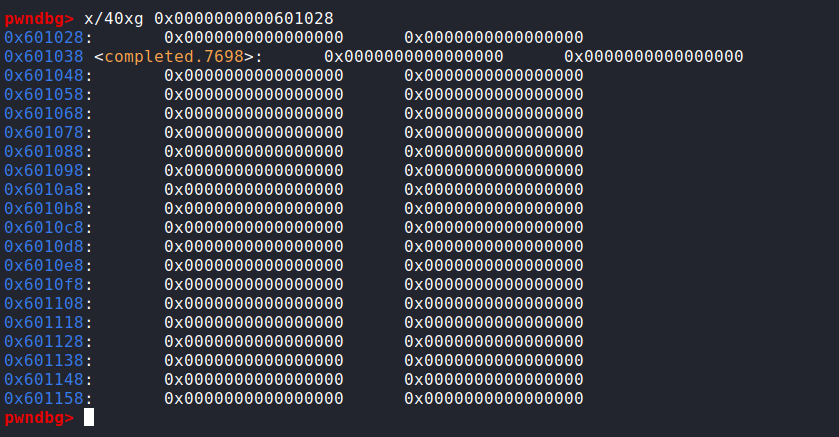 pwndbg> x/40xg 0x0000000000601028
0x601028: 0x0000000000000000 0x0000000000000000
0x601038 <completed.7698>: 0x0000000000000000 0x0000000000000000
0x601048: 0x0000000000000000 0x0000000000000000
0x601058: 0x0000000000000000 0x0000000000000000
0x601068: 0x0000000000000000 0x0000000000000000
0x601078: 0x0000000000000000 0x0000000000000000
0x601088: 0x0000000000000000 0x0000000000000000
0x601098: 0x0000000000000000 0x0000000000000000
0x6010a8: 0x0000000000000000 0x0000000000000000
0x6010b8: 0x0000000000000000 0x0000000000000000
0x6010c8: 0x0000000000000000 0x0000000000000000
0x6010d8: 0x0000000000000000 0x0000000000000000
0x6010e8: 0x0000000000000000 0x0000000000000000
0x6010f8: 0x0000000000000000 0x0000000000000000
0x601108: 0x0000000000000000 0x0000000000000000
0x601118: 0x0000000000000000 0x0000000000000000
0x601128: 0x0000000000000000 0x0000000000000000
0x601138: 0x0000000000000000 0x0000000000000000
0x601148: 0x0000000000000000 0x0000000000000000
0x601158: 0x0000000000000000 0x0000000000000000
pwndbg>